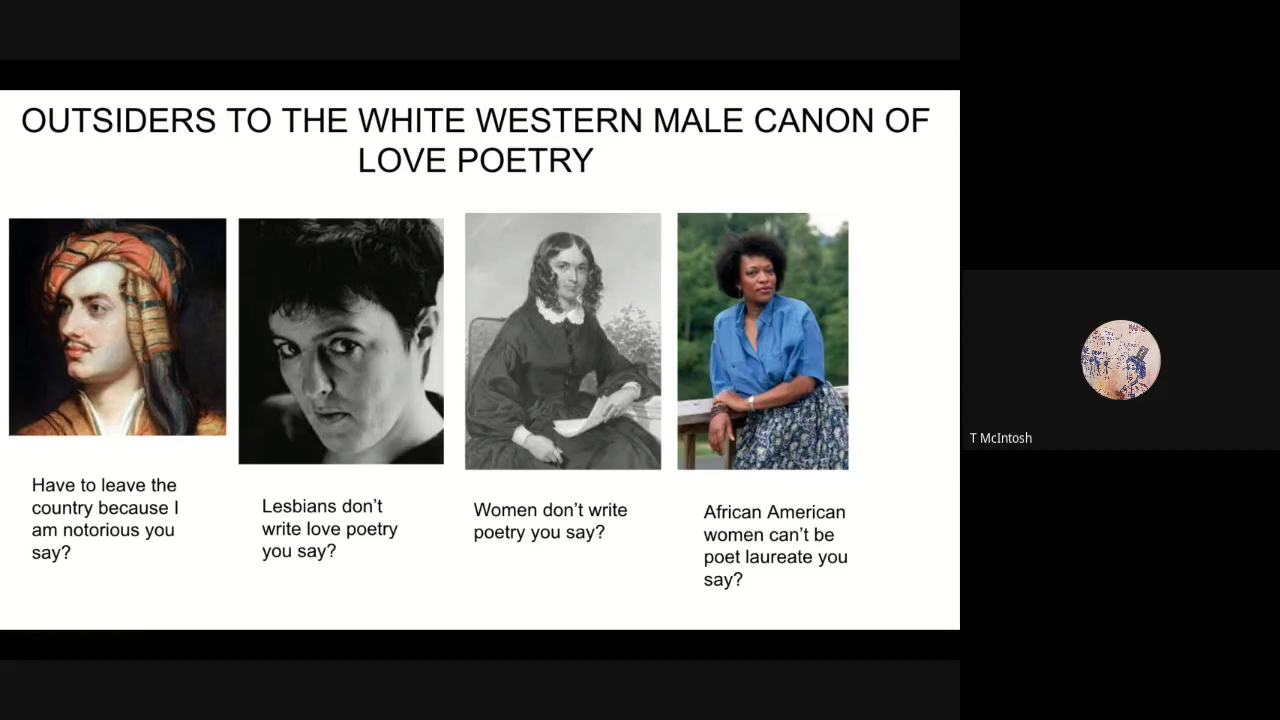 OUTSIDERS TO THE WHITE WESTERN MALE CANON OF
LOVE POETRY
Have to leave the
country because I
am notorious you
say?
Lesbians don’t
write love poetry
you say?
Women don’t write
poetry you say?
African American
women can’t be
poet laureate you
say?
T McIntosh